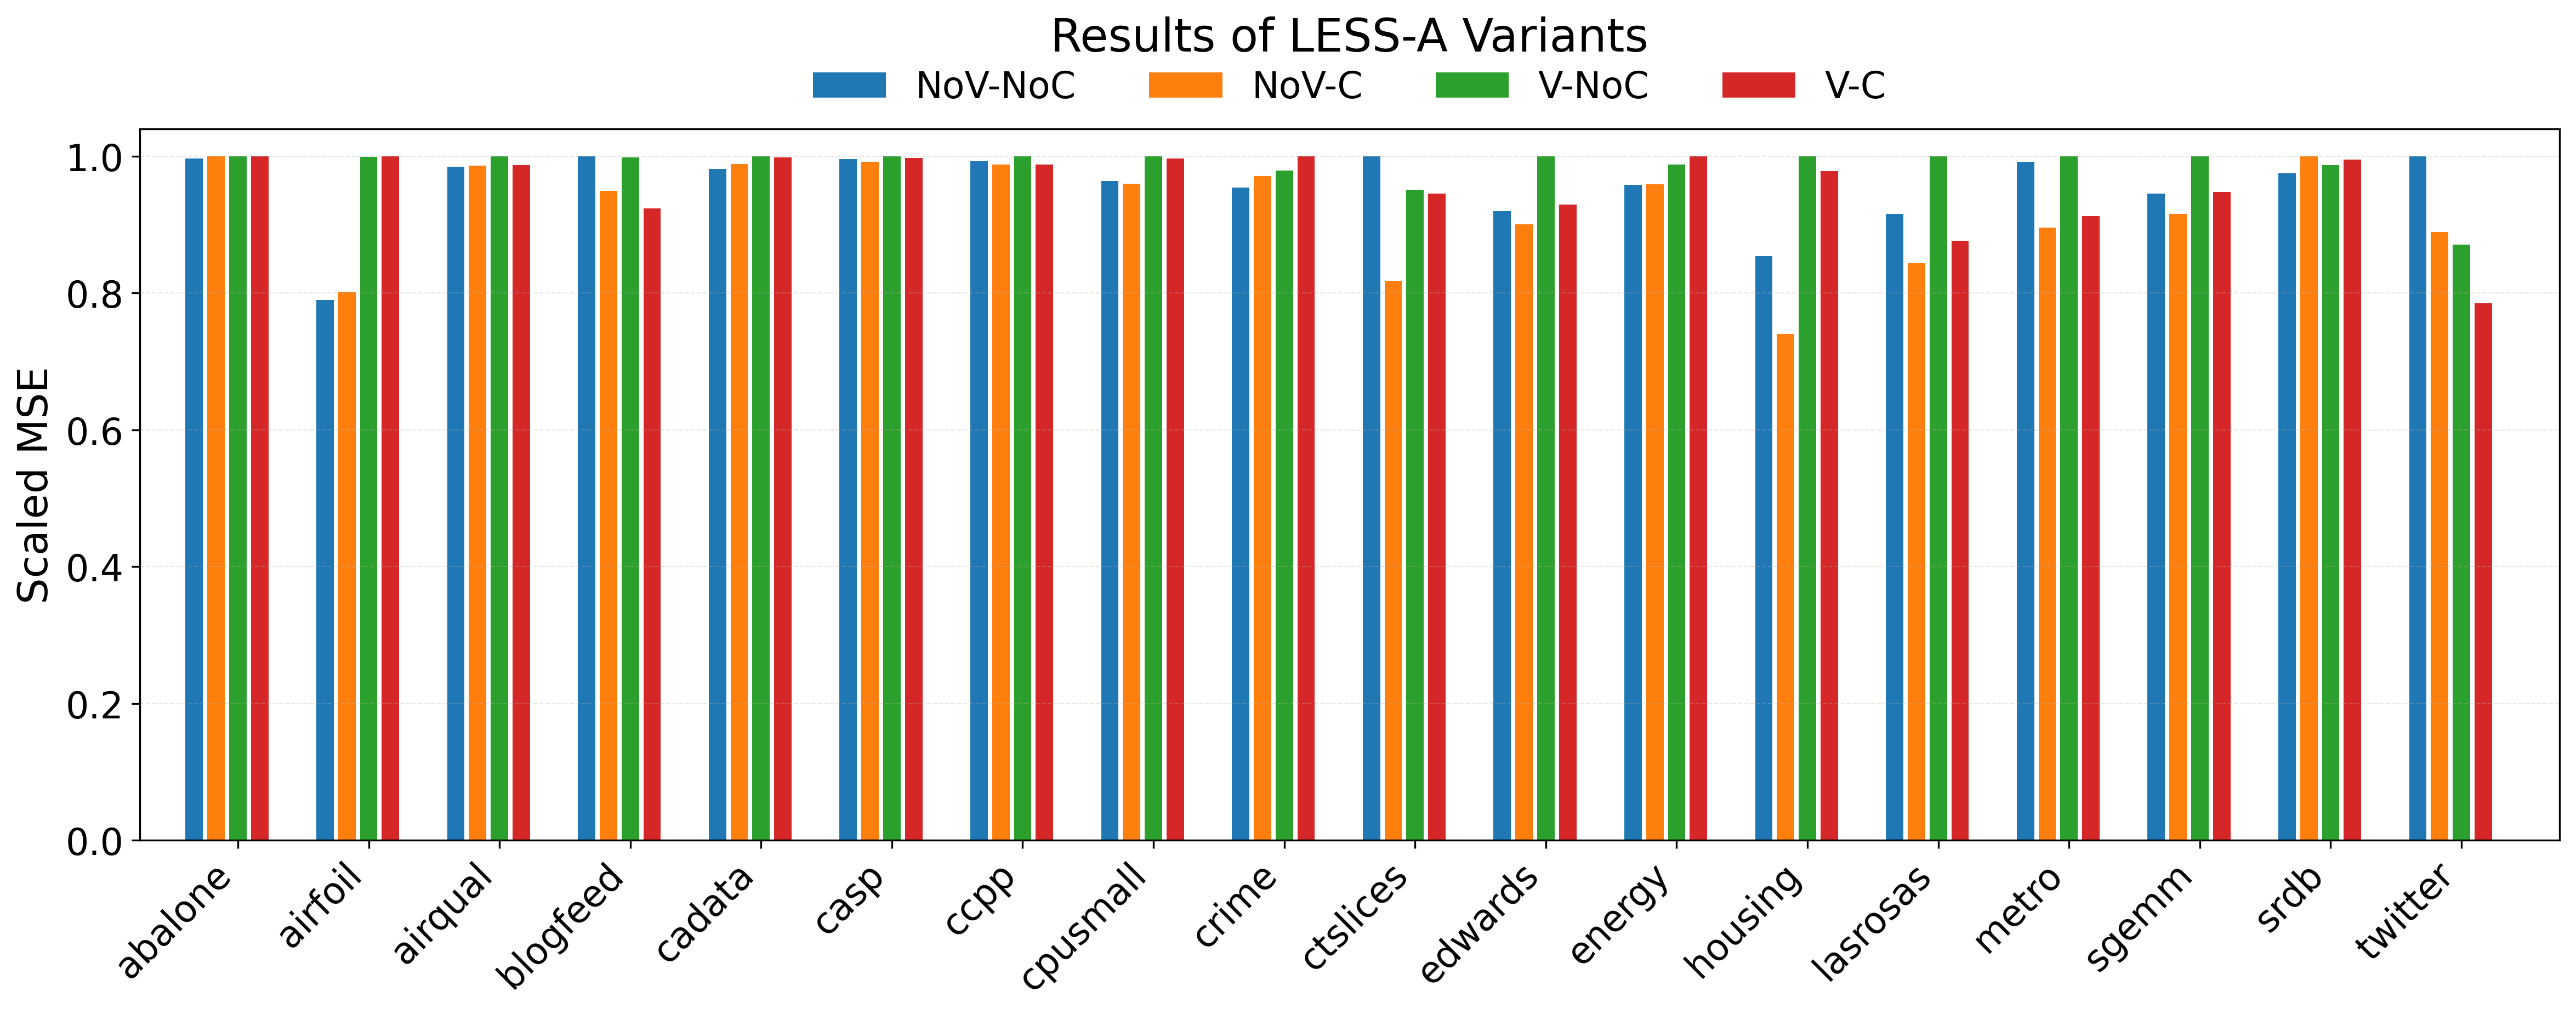 Results of LESS-A Variants
NoV-NoC NoV-C V-NoC V-C
Scaled MSE
1.0
0.8
0.6
0.4
0.2
0.0
abalone airfoil airqual blogfeed cadata casp ccpp cpusmall crime ctslices edwards energy housing lasrosas metro sgemm srdb twitter